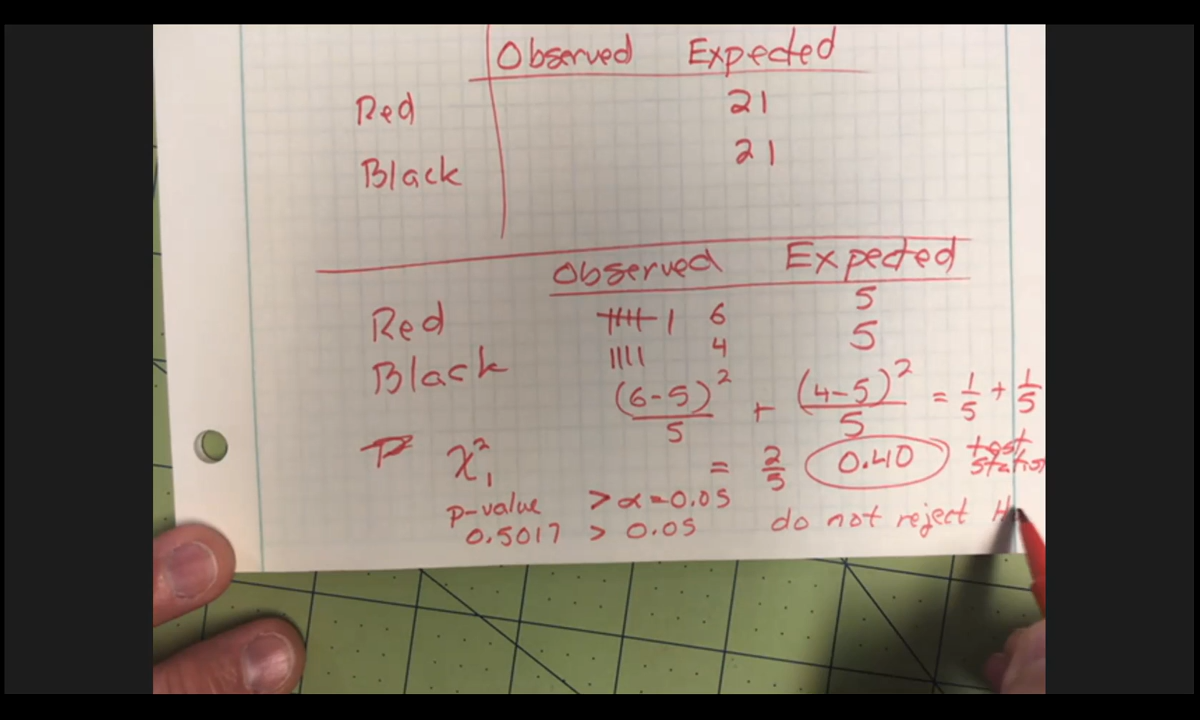 Observed Expected
Red 21
Black 21
Observed Expected
Red 𝍸 | 6 5
Black |||| 4 5
(6-5)²/5 + (4-5)²/5 = 1/5 + 1/5
P χ²₁ = 2/5 0.40 test
p-value > α = 0.05
0.5017 > 0.05 do not reject